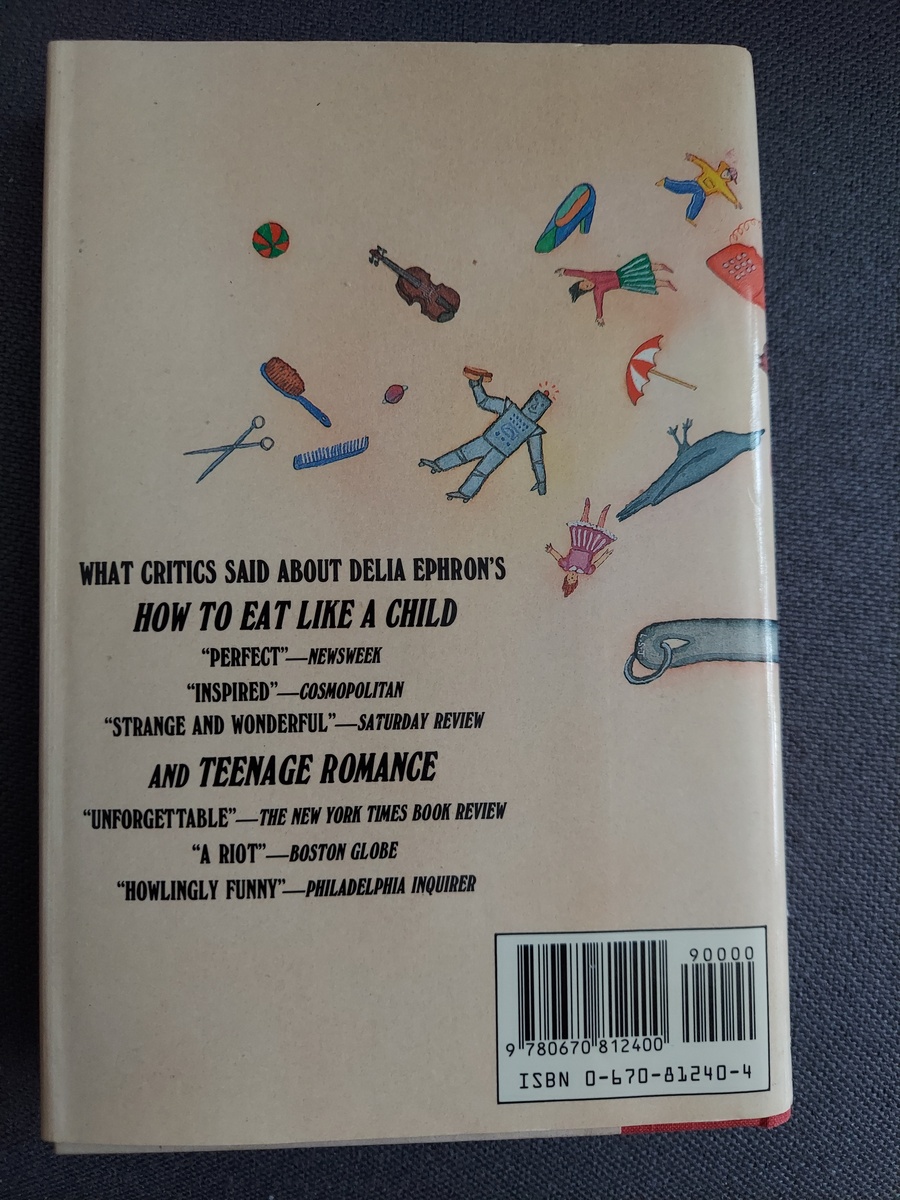 WHAT CRITICS SAID ABOUT DELIA EPHRON'S
HOW TO EAT LIKE A CHILD
“PERFECT”—NEWSWEEK
“INSPIRED”—COSMOPOLITAN
“STRANGE AND WONDERFUL”—SATURDAY REVIEW
AND TEENAGE ROMANCE
“UNFORGETTABLE”—THE NEW YORK TIMES BOOK REVIEW
“A RIOT”—BOSTON GLOBE
“HOWLINGLY FUNNY”—PHILADELPHIA INQUIRER
90000
9 780670 812400
ISBN 0-670-81240-4